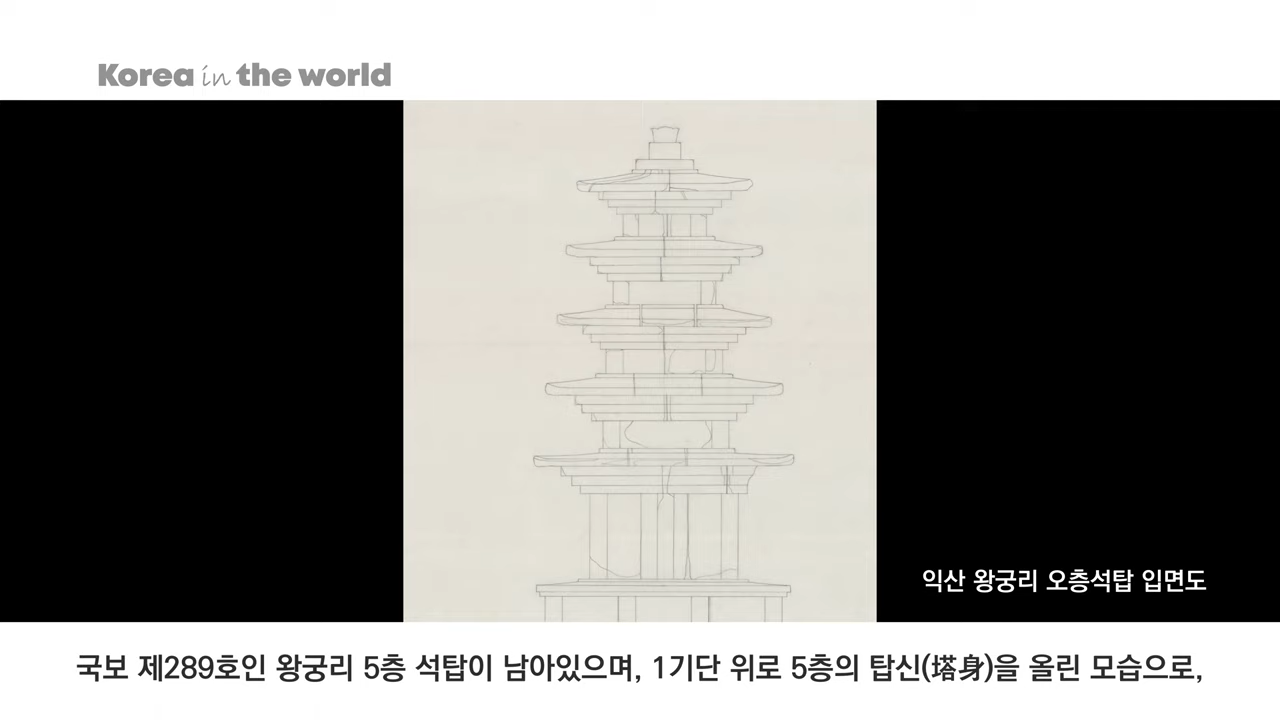 Korea in the world
익산 왕궁리 오층석탑 입면도
국보 제289호인 왕궁리 5층 석탑이 남아있으며, 1기단 위로 5층의 탑신(塔身)을 올린 모습으로,